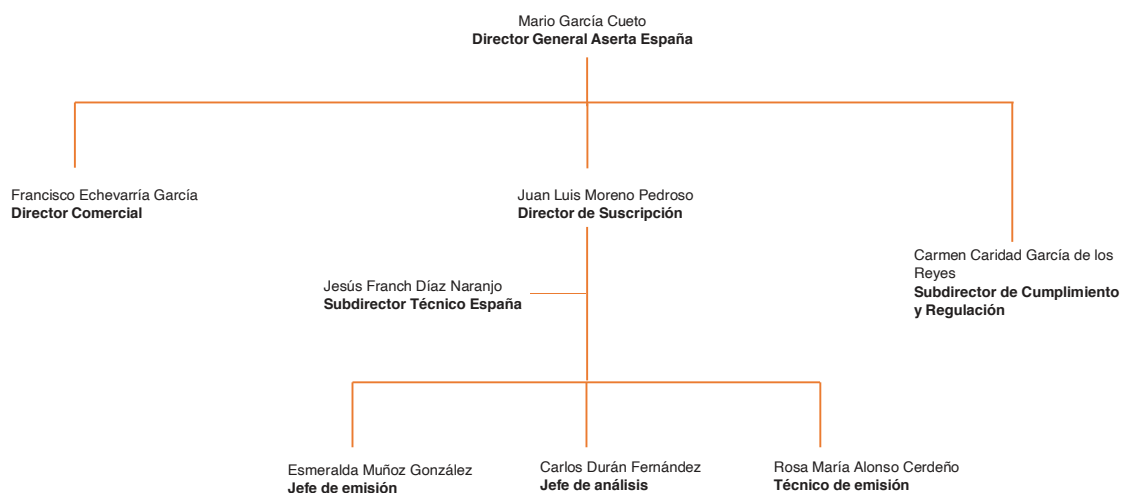 Mario García Cueto
Director General Aserta España
Francisco Echevarría García
Director Comercial
Juan Luis Moreno Pedroso
Director de Suscripción
Carmen Caridad García de los
Reyes
Subdirector de Cumplimiento
y Regulación
Jesús Franch Díaz Naranjo
Subdirector Técnico España
Esmeralda Muñoz González
Jefe de emisión
Carlos Durán Fernández
Jefe de análisis
Rosa María Alonso Cerdeño
Técnico de emisión